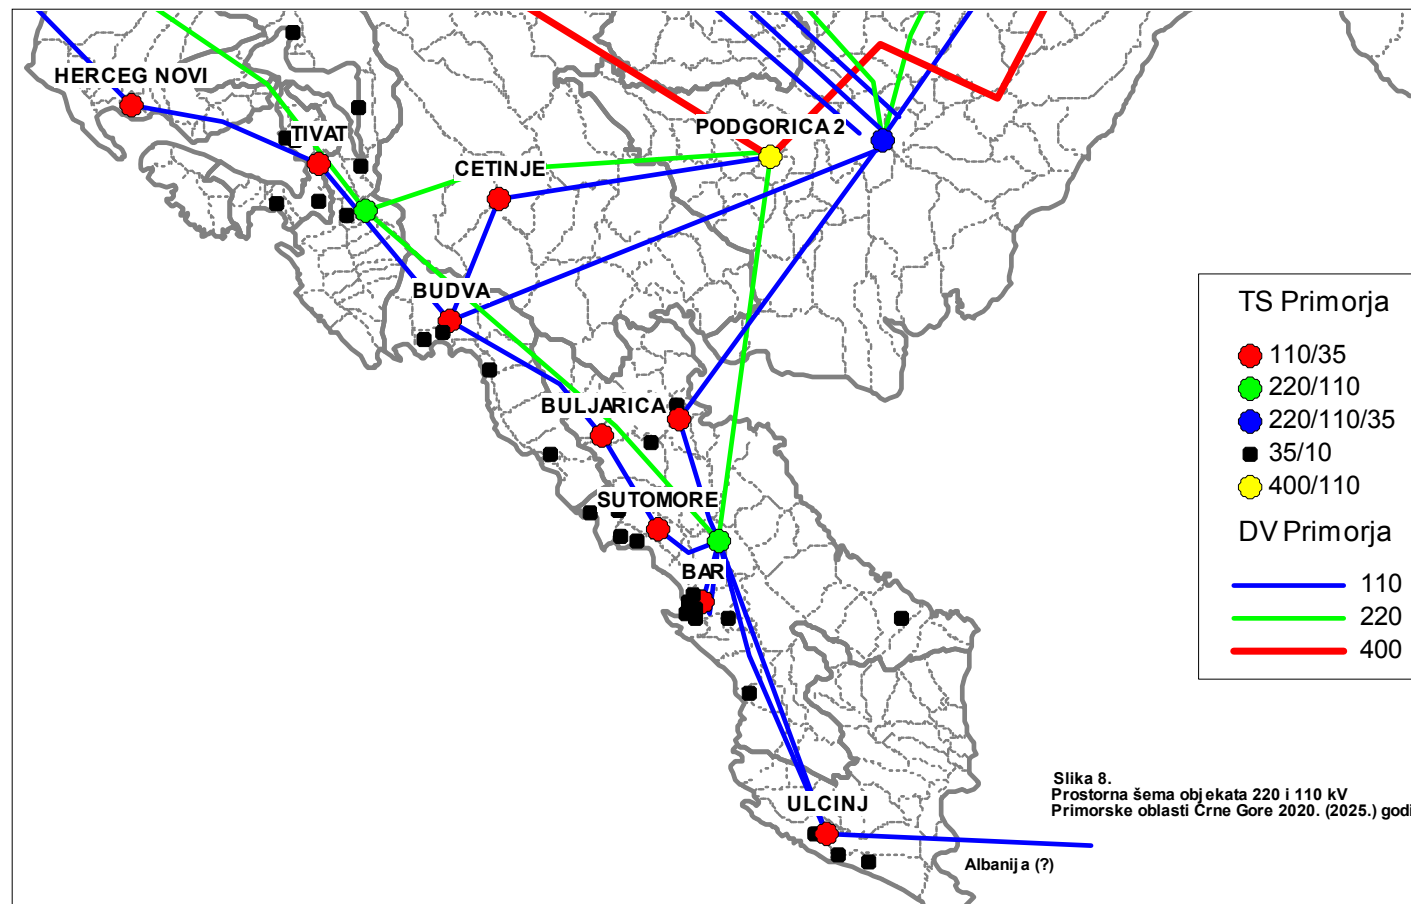 HERCEG NOVI
TIVAT
PODGORICA 2
CETINJE
BUDVA
BULJARICA
SUTOMORE
BAR
ULCINJ
Albanija (?)
TS Primorja
110/35
220/110
220/110/35
35/10
400/110
DV Primorja
110
220
400
Slika 8.
Prostorna šema objekata 220 i 110 kV
Primorske oblasti Crne Gore 2020. (2025.) godi